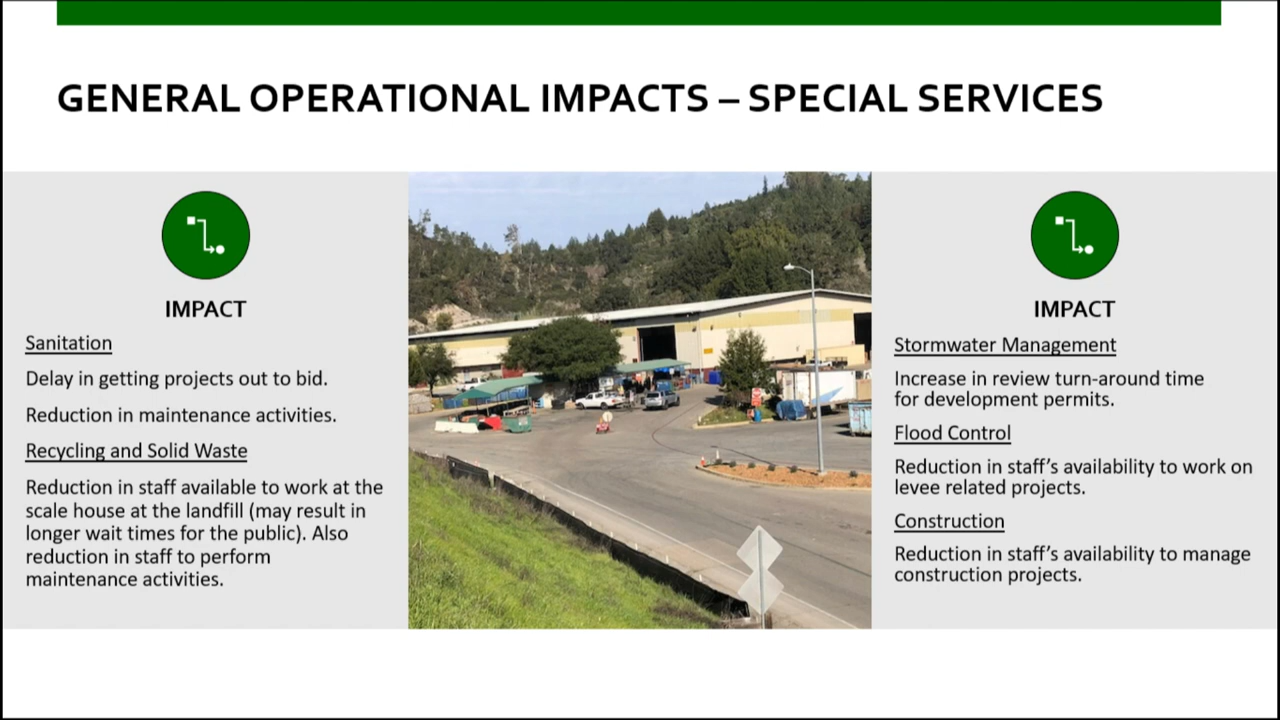 GENERAL OPERATIONAL IMPACTS – SPECIAL SERVICES
IMPACT
Sanitation
Delay in getting projects out to bid.
Reduction in maintenance activities.
Recycling and Solid Waste
Reduction in staff available to work at the
scale house at the landfill (may result in
longer wait times for the public). Also
reduction in staff to perform
maintenance activities.
IMPACT
Stormwater Management
Increase in review turn-around time
for development permits.
Flood Control
Reduction in staff’s availability to work on
levee related projects.
Construction
Reduction in staff’s availability to manage
construction projects.